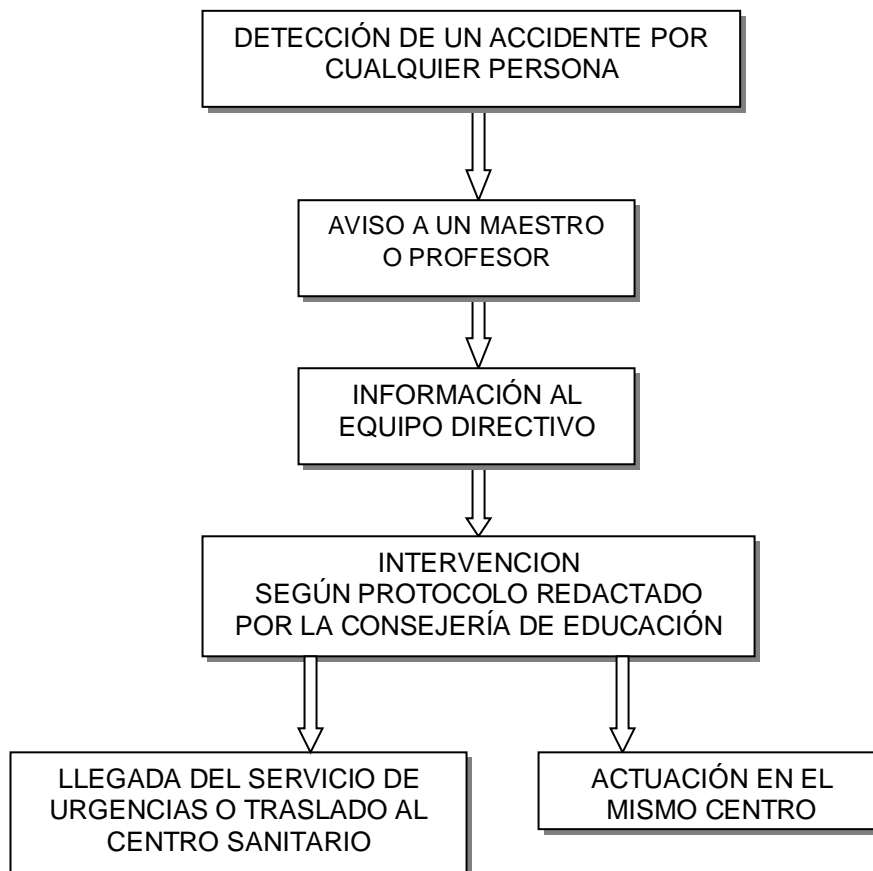 DETECCIÓN DE UN ACCIDENTE POR
CUALQUIER PERSONA
AVISO A UN MAESTRO
O PROFESOR
INFORMACIÓN AL
EQUIPO DIRECTIVO
INTERVENCION
SEGÚN PROTOCOLO REDACTADO
POR LA CONSEJERÍA DE EDUCACIÓN
LLEGADA DEL SERVICIO DE
URGENCIAS O TRASLADO AL
CENTRO SANITARIO
ACTUACIÓN EN EL
MISMO CENTRO